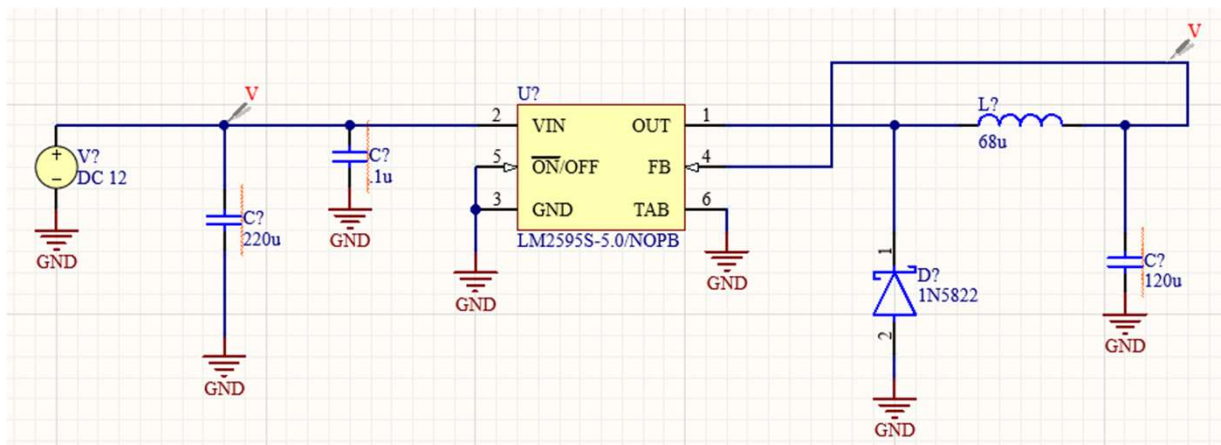 V
V
U?
V?
DC 12
C?
220u
C?
.1u
GND
GND
GND
2
5
3
VIN
ON/OFF
GND
OUT
FB
TAB
1
4
6
LM2595S-5.0/NOPB
GND
GND
L?
68u
1
D?
1N5822
2
GND
C?
120u
GND